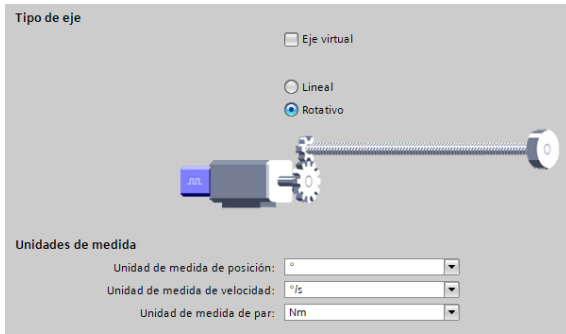 Tipo de eje
Eje virtual
Lineal
Rotativo
Unidades de medida
Unidad de medida de posición: °
Unidad de medida de velocidad: °/s
Unidad de medida de par: Nm